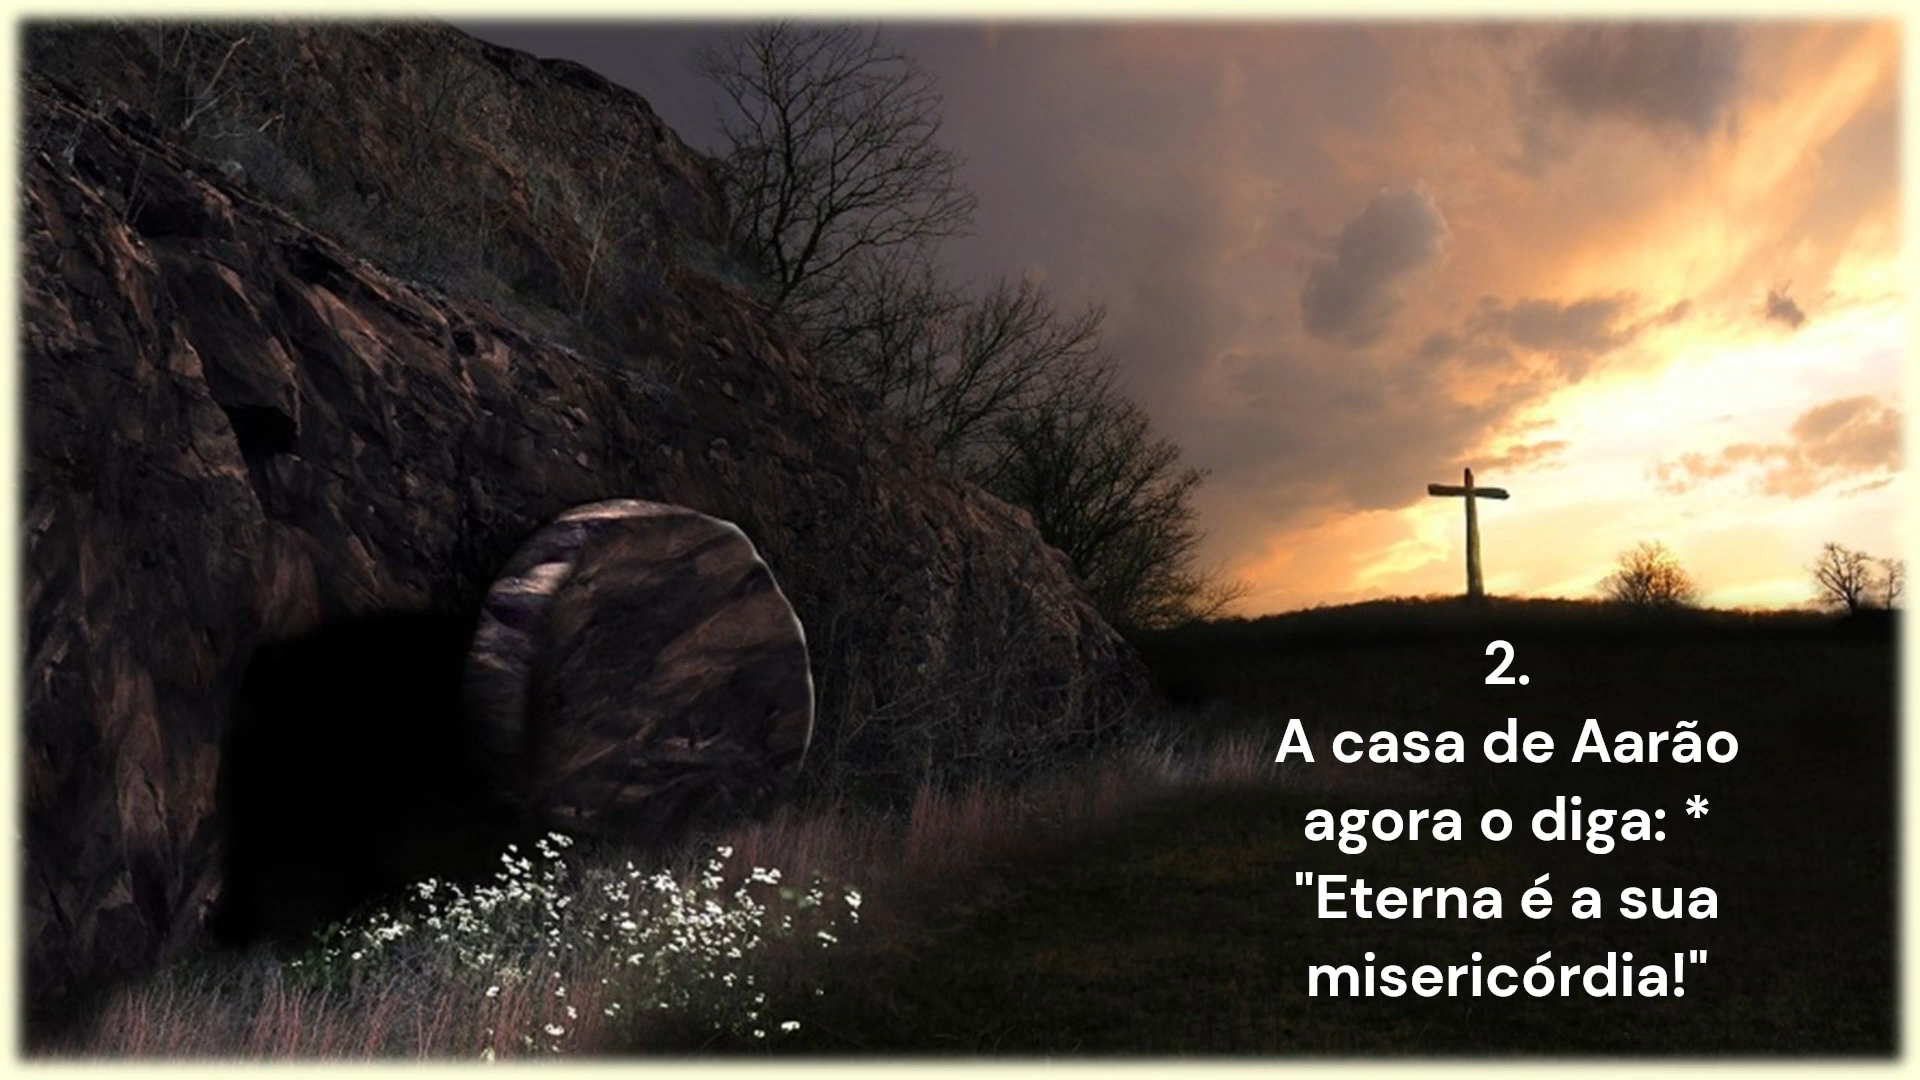 2.
A casa de Aarão
agora o diga: *
"Eterna é a sua
misericórdia!"